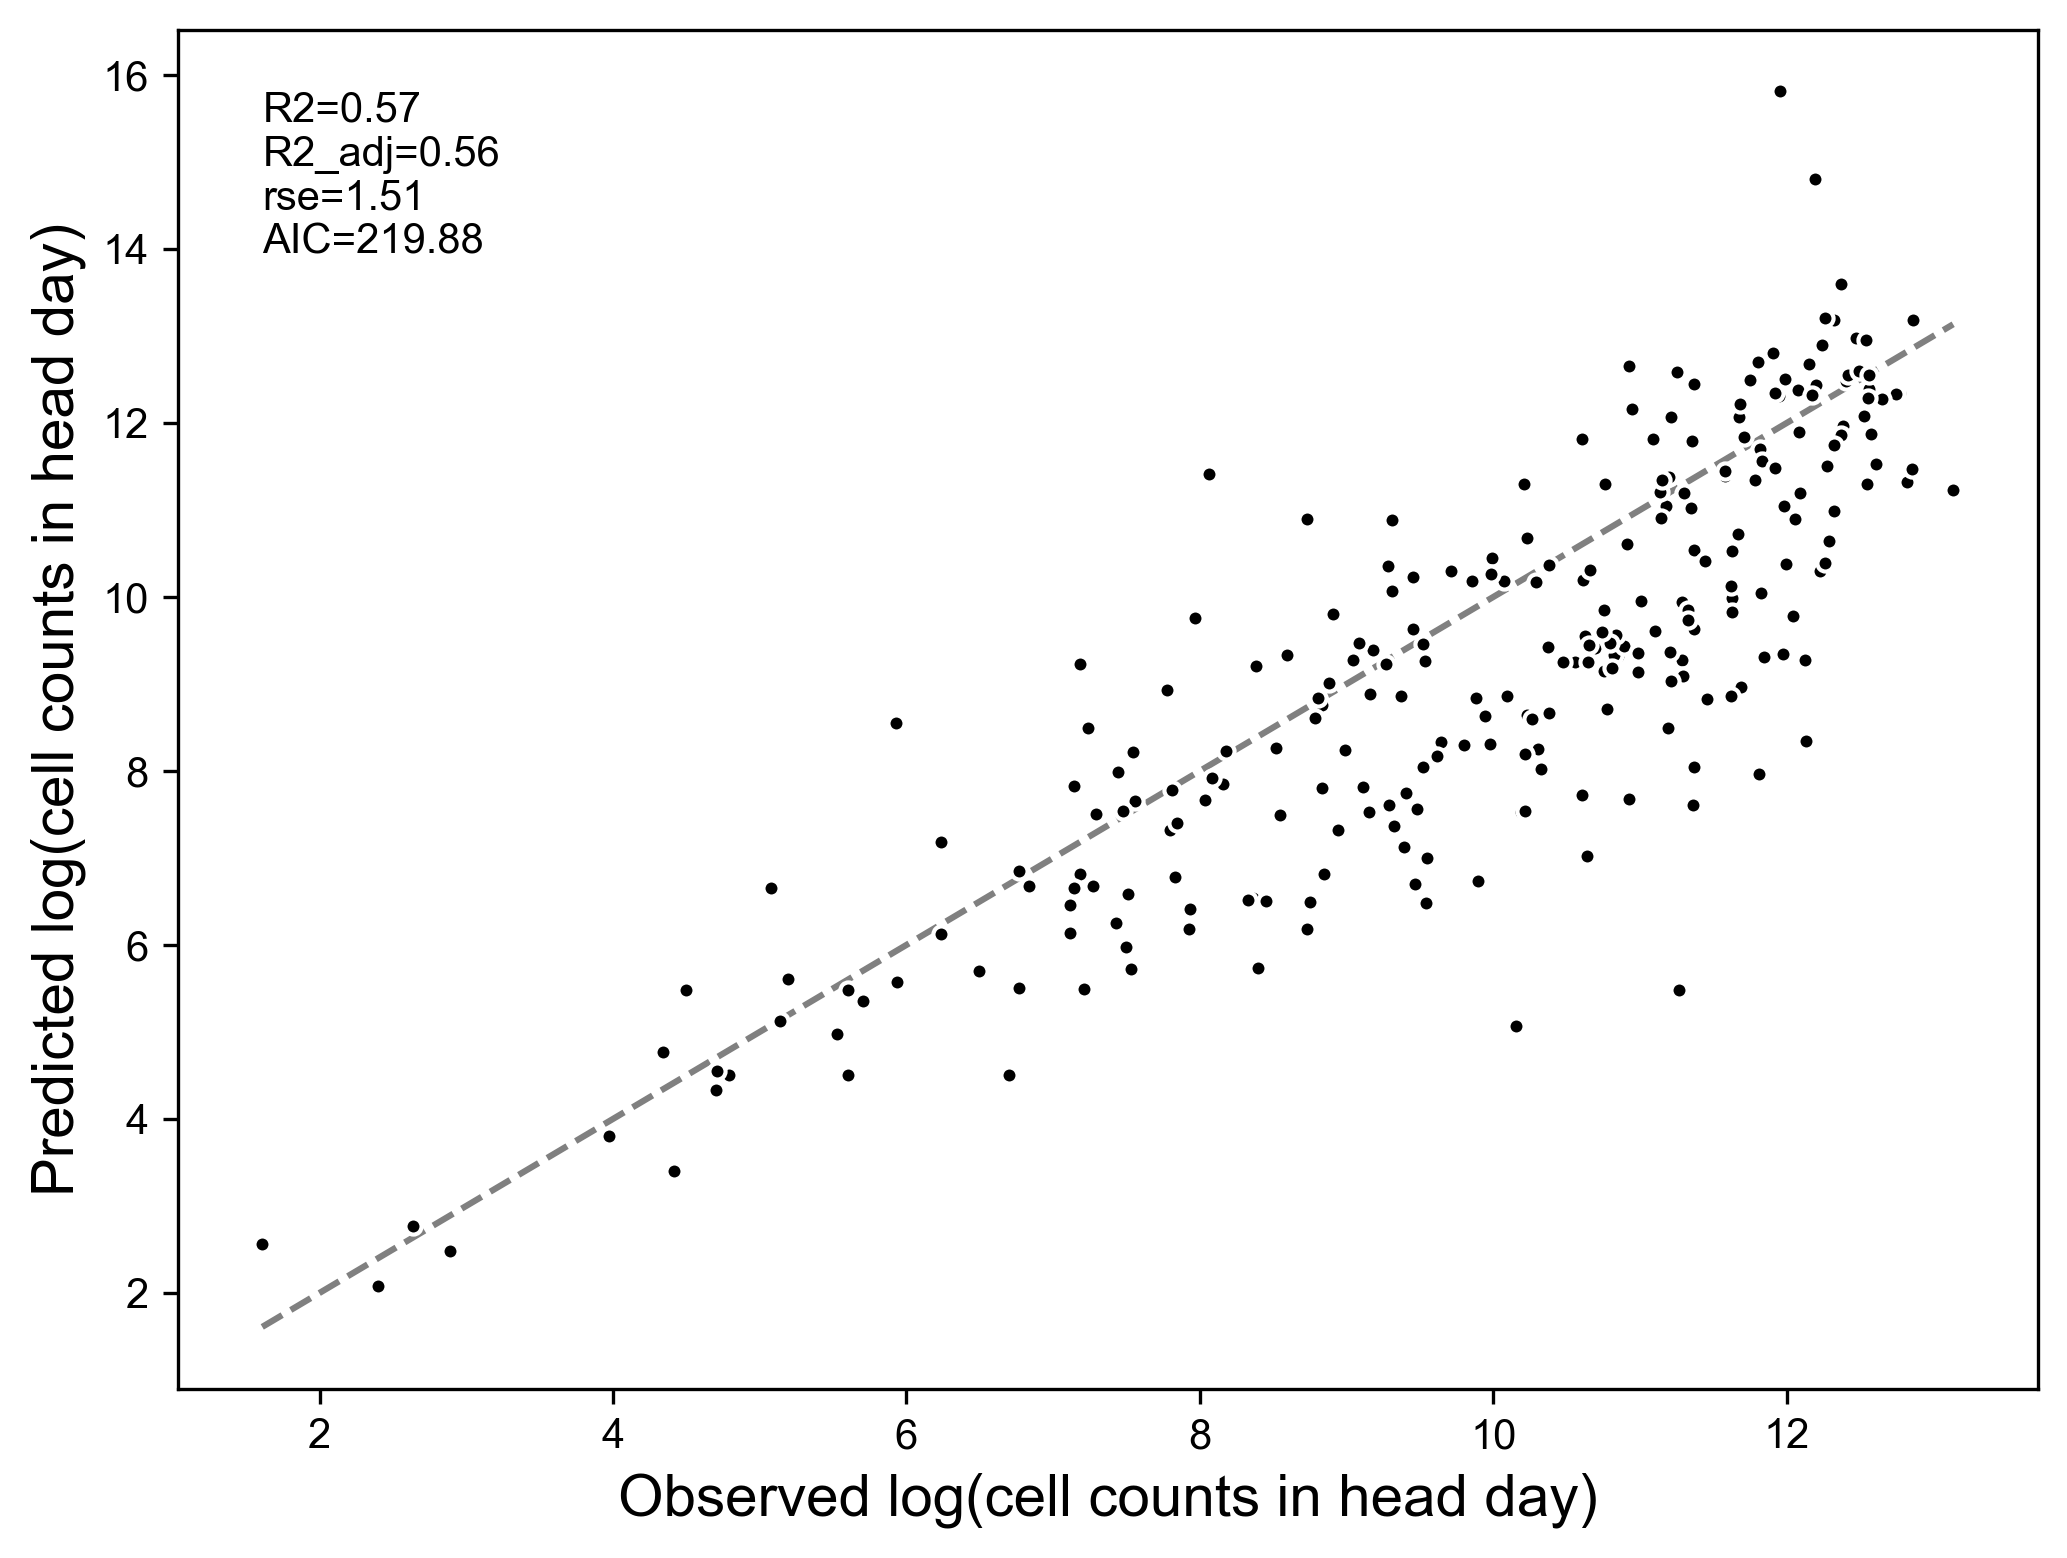 R2=0.57
R2_adj=0.56
rse=1.51
AIC=219.88
Predicted log(cell counts in head day)
16
14
12
10
8
6
4
2
2 4 6 8 10 12
Observed log(cell counts in head day)